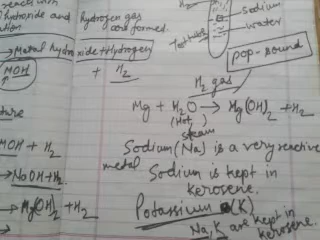 hydroxide and
hydrogen gas
are formed.
H₂
sodium
water
Test tube
pop-sound
→ Metal hydroxide + Hydrogen
MOH + H₂
H₂ gas
Mg + H₂O → Mg(OH)₂ + H₂
(Hot)
steam
MOH + H₂
Sodium (Na) is a very reactive
metal
Sodium is kept in
kerosene.
→ NaOH + H₂
→ Mg(OH)₂ + H₂
Potassium (K)
Na, K are kept in
kerosene.